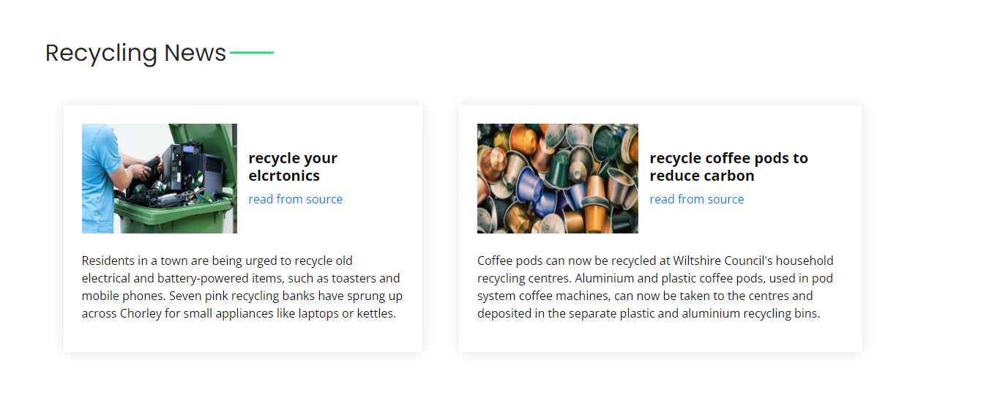 Recycling News
recycle your
elcrtonics
read from source
Residents in a town are being urged to recycle old
electrical and battery-powered items, such as toasters and
mobile phones. Seven pink recycling banks have sprung up
across Chorley for small appliances like laptops or kettles.
recycle coffee pods to
reduce carbon
read from source
Coffee pods can now be recycled at Wiltshire Council's household
recycling centres. Aluminium and plastic coffee pods, used in pod
system coffee machines, can now be taken to the centres and
deposited in the separate plastic and aluminium recycling bins.